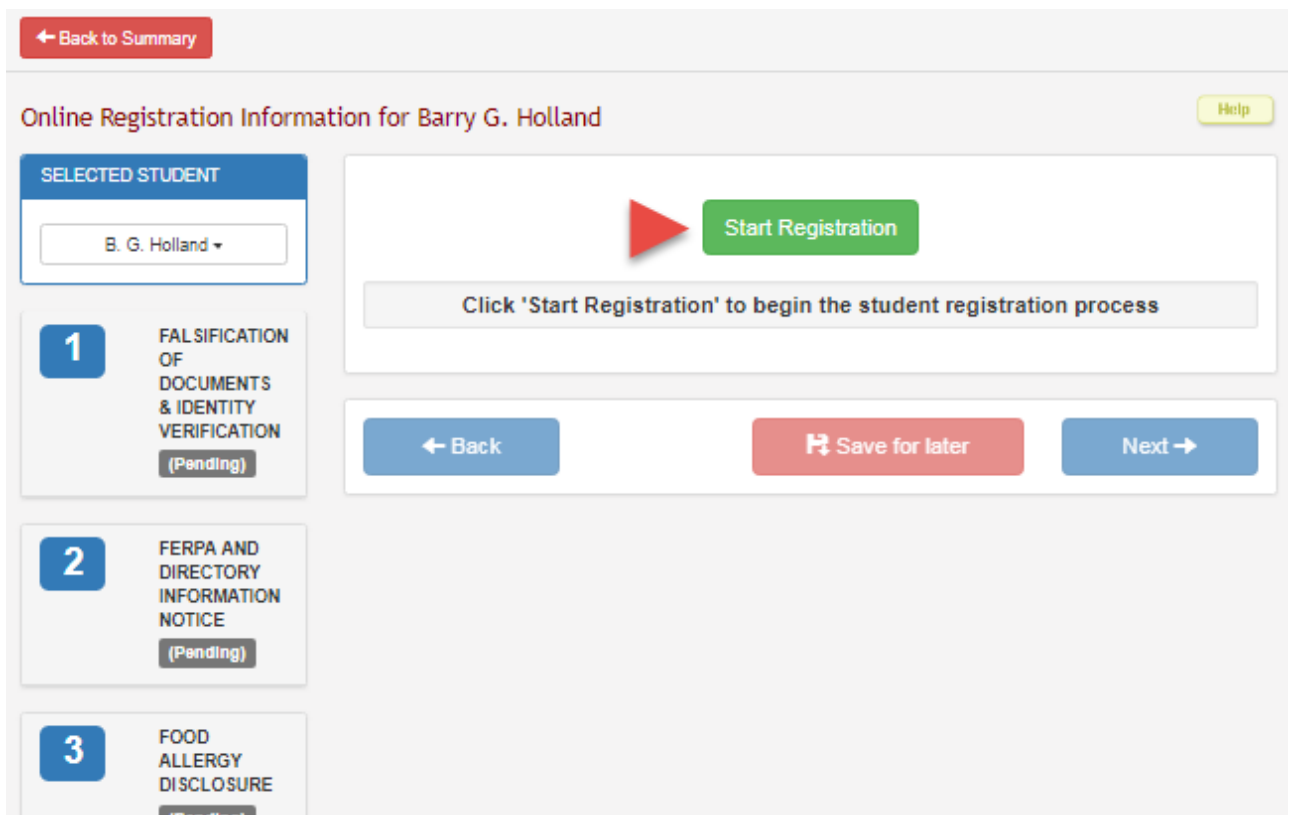 Back to Summary
Online Registration Information for Barry G. Holland
Help
SELECTED STUDENT
B. G. Holland
Start Registration
Click 'Start Registration' to begin the student registration process
Back
Save for later
Next
1
FALSIFICATION
OF
DOCUMENTS
& IDENTITY
VERIFICATION
(Pending)
2
FERPA AND
DIRECTORY
INFORMATION
NOTICE
(Pending)
3
FOOD
ALLERGY
DISCLOSURE